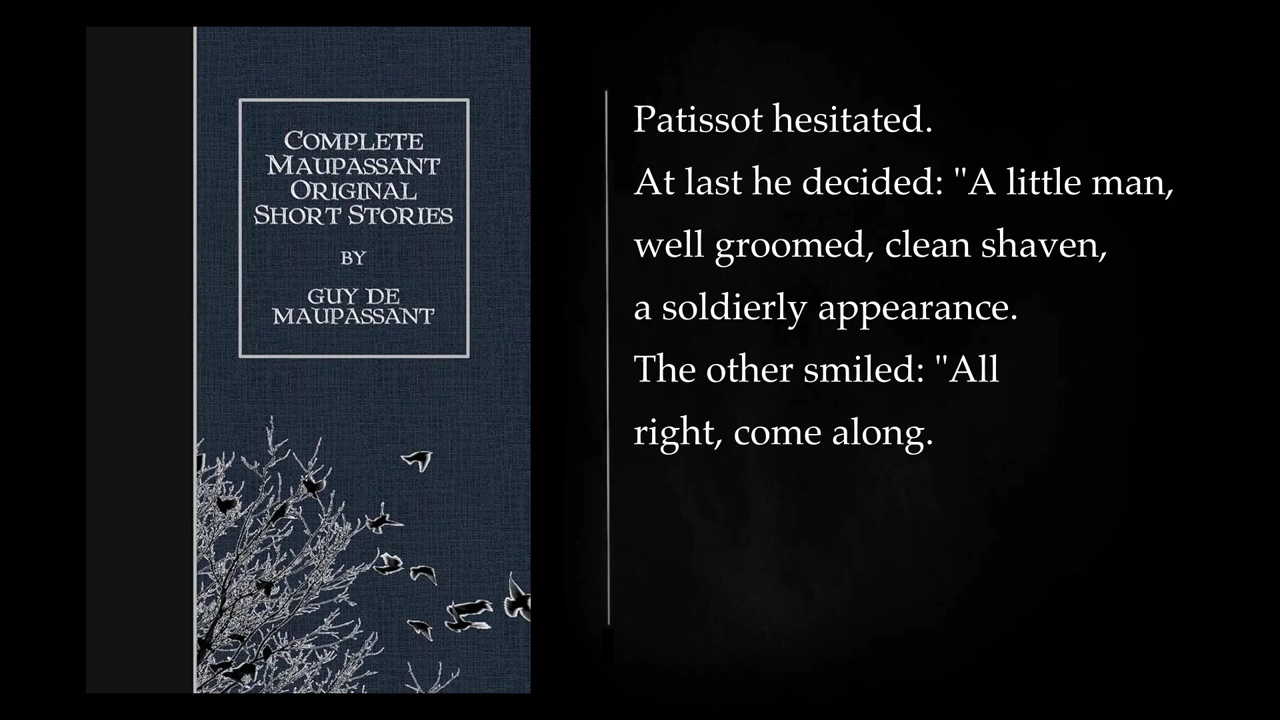 COMPLETE
MAUPASSANT
ORIGINAL
SHORT STORIES
BY
GUY DE
MAUPASSANT
Patissot hesitated.
At last he decided: "A little man,
well groomed, clean shaven,
a soldierly appearance.
The other smiled: "All
right, come along.